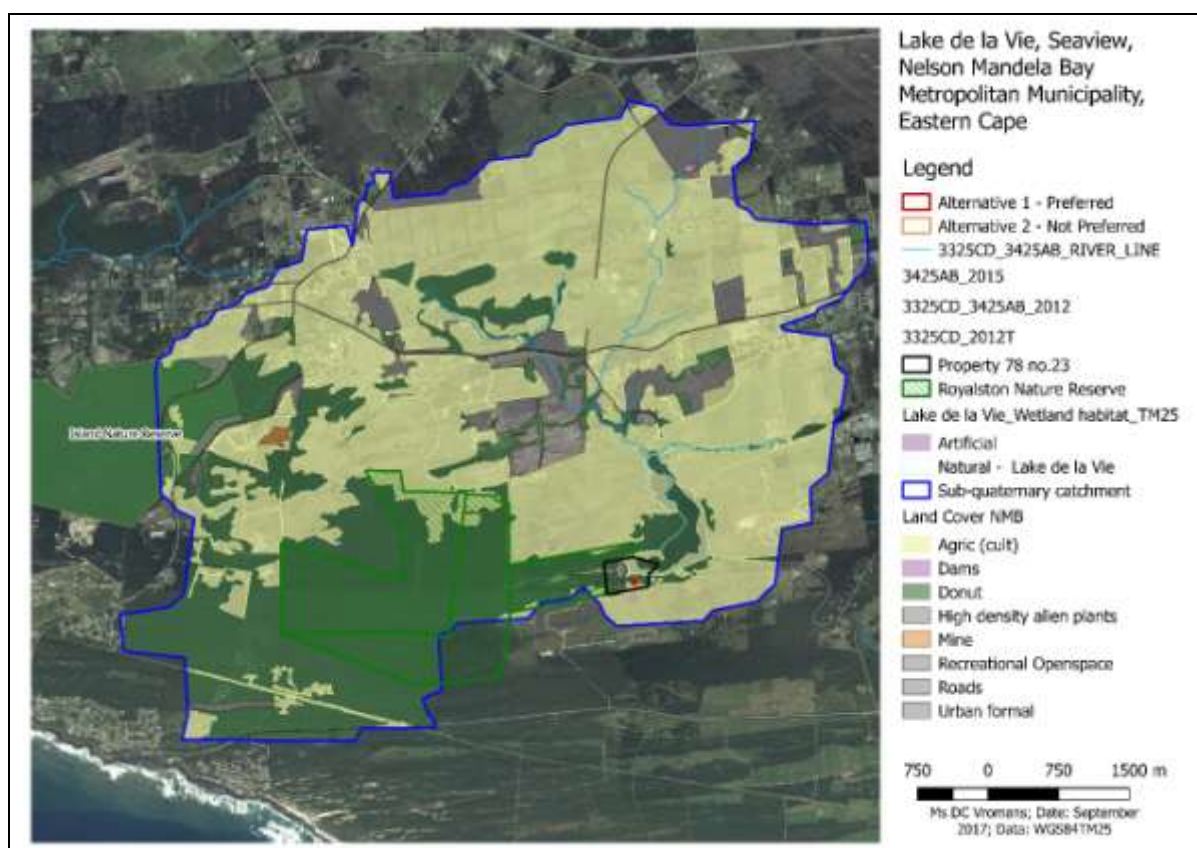 Lake de la Vie, Seaview,
Nelson Mandela Bay
Metropolitan Municipality,
Eastern Cape
Legend
Alternative 1 - Preferred
Alternative 2 - Not Preferred
3325CD_3425AB_RIVER_LINE
3425AB_2015
3325CD_3425AB_2012
3325CD_2012T
Property 78 no.23
Royalston Nature Reserve
Lake de la Vie_Wetland habitat_TM25
Artificial
Natural - Lake de la Vie
Sub-quaternary catchment
Land Cover NMB
Agric (cult)
Dams
Donut
High density alien plants
Mine
Recreational Openspace
Roads
Urban formal
750 0 750 1500 m
Ms DC Vromans; Date: September
2017; Data: WGS84TM25
Island Nature Reserve